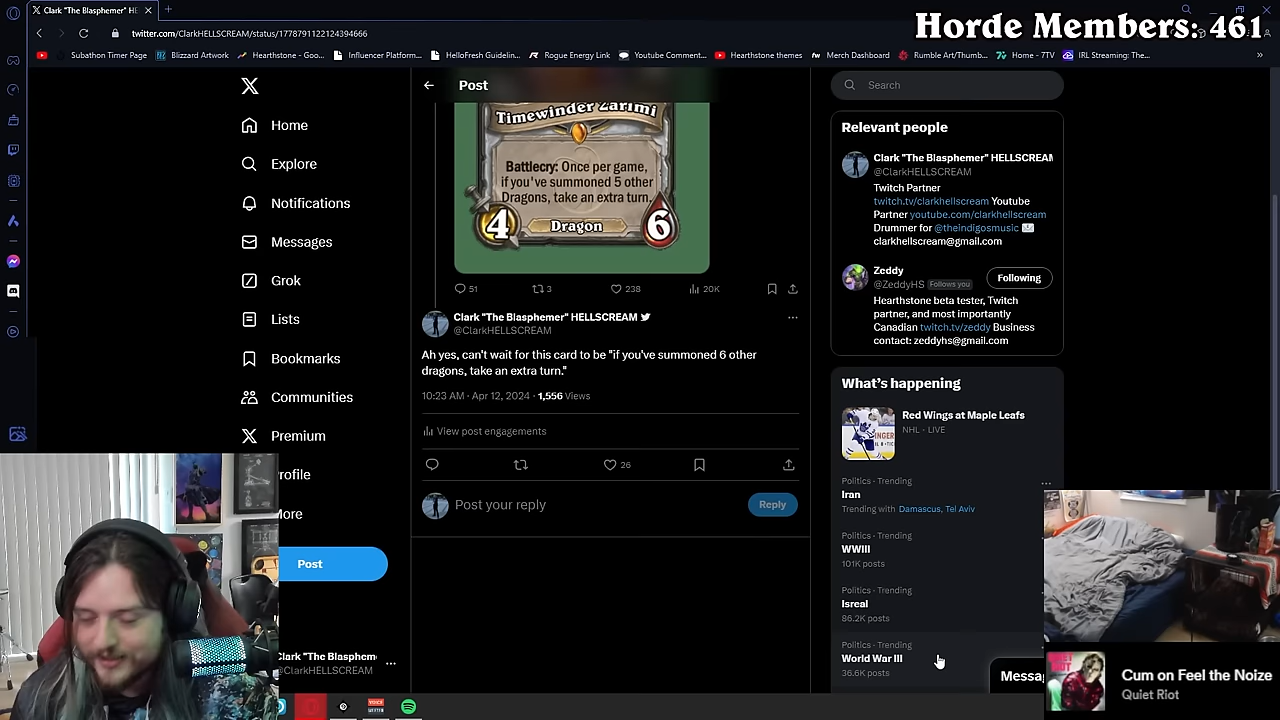 Clark "The Blasphemer" HE
Horde Members: 461
twitter.com/ClarkHELLSCREAM/status/1778791122124394666
Subathon Timer Page
Blizzard Artwork
Hearthstone - Goo...
Influencer Platform...
HelloFresh Guidelin...
Rogue Energy Link
Youtube Comment...
Hearthstone themes
Merch Dashboard
Rumble Art/Thumb...
Home - 7TV
IRL Streaming: The...
Home
Explore
Notifications
Messages
Grok
Lists
Bookmarks
Communities
Premium
rofile
ore
Post
Clark "The Blasphem
@ClarkHELLSCREAM
Post
Timewinder Zarimi
Battlecry: Once per game,
if you've summoned 5 other
Dragons, take an extra turn.
4
Dragon
6
51
3
238
20K
Clark "The Blasphemer" HELLSCREAM
@ClarkHELLSCREAM
Ah yes, can't wait for this card to be "if you've summoned 6 other
dragons, take an extra turn."
10:23 AM · Apr 12, 2024 · 1,556 Views
View post engagements
26
Post your reply
Reply
Search
Relevant people
Clark "The Blasphemer" HELLSCREAM
@ClarkHELLSCREAM
Twitch Partner
twitch.tv/clarkhellscream Youtube
Partner youtube.com/clarkhellscream
Drummer for @theindigosmusic
clarkhellscream@gmail.com
Zeddy
@ZeddyHS Follows you
Following
Hearthstone beta tester, Twitch
partner, and most importantly
Canadian twitch.tv/zeddy Business
contact: zeddyhs@gmail.com
What's happening
Red Wings at Maple Leafs
NHL · LIVE
Politics · Trending
Iran
Trending with Damascus, Tel Aviv
Politics · Trending
WWIII
101K posts
Politics · Trending
Isreal
86.2K posts
Politics · Trending
World War III
36.6K posts
Messag
Cum on Feel the Noize
Quiet Riot